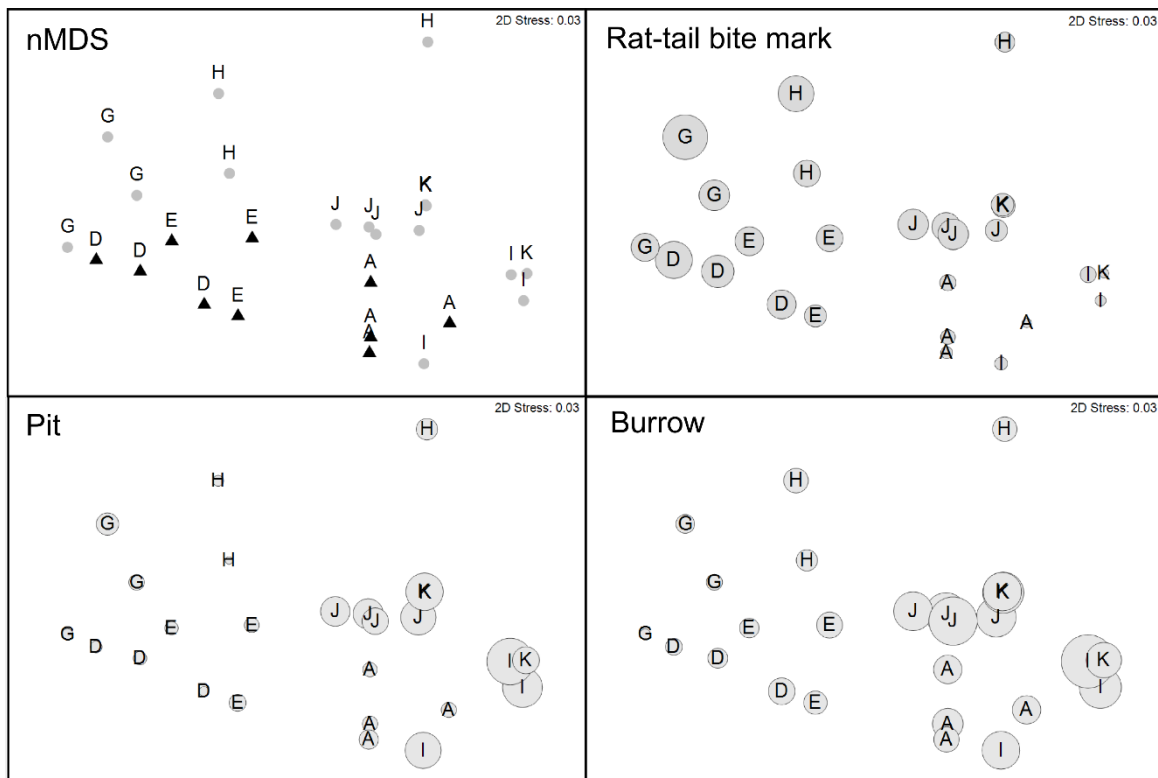 2D Stress: 0.03
nMDS
H
H
G
H
G K K
J J J J
E E
G D
D I K
A
I
D E
A A
A
I
2D Stress: 0.03
Rat-tail bite mark
H
H
G
H
G K K
J J J J
E E
G D
D I K
A
D I
E A
A
A I
2D Stress: 0.03
Pit
H
H
G
H
G K K
J J J J
E E
G
D D I K
A
D I
E A
A
A I
2D Stress: 0.03
Burrow
H
H
G
H
G K K
J J J J
E E
G
D D I K
A
D I
E A
A
A I